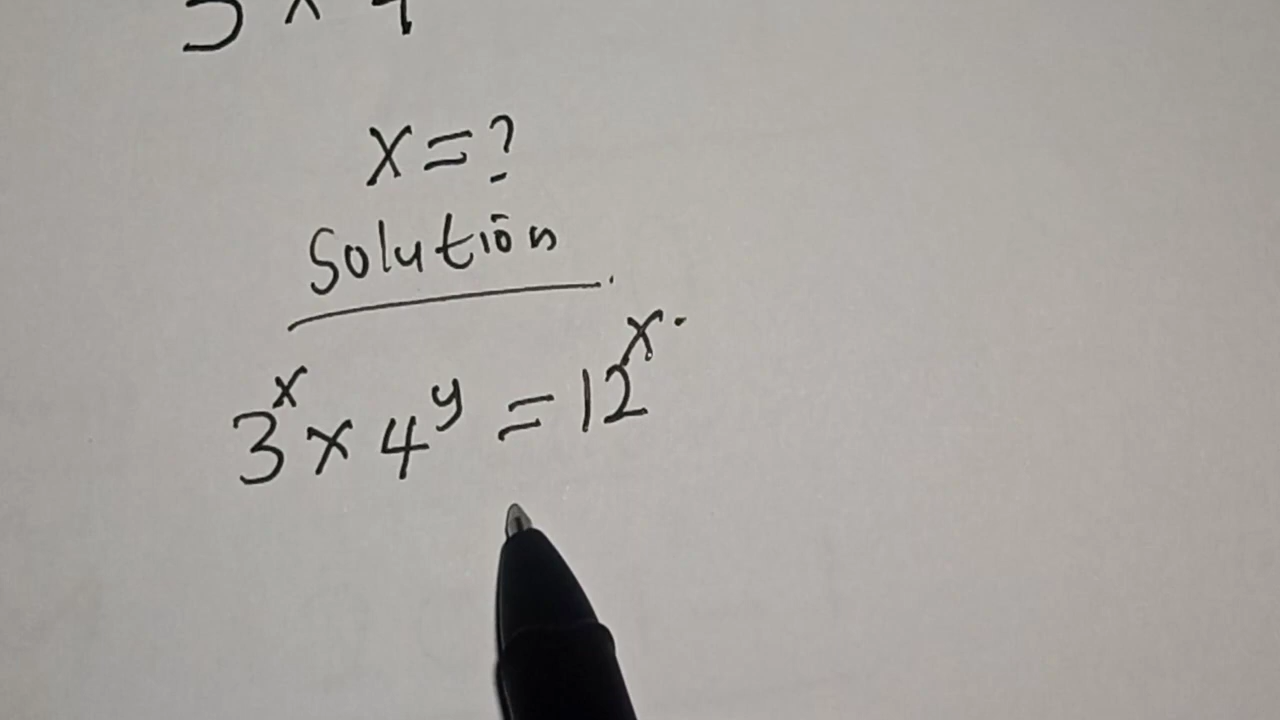 x = ?
Solution
3^x × 4^y = 12^x.